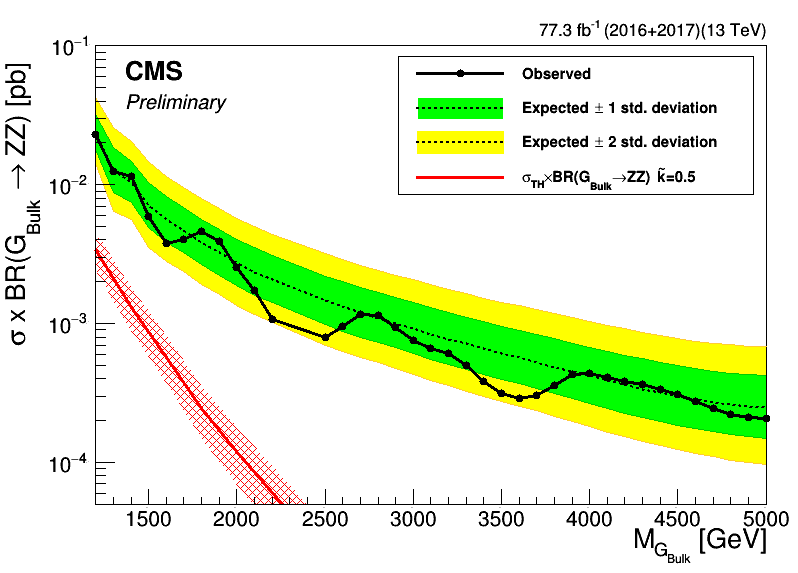 77.3 fb⁻¹ (2016+2017)(13 TeV)
CMS
Preliminary
Observed
Expected ± 1 std. deviation
Expected ± 2 std. deviation
σ_TH×BR(G_Bulk→ZZ) k̃=0.5
σ x BR(G_Bulk → ZZ) [pb]
10⁻¹
10⁻²
10⁻³
10⁻⁴
1500 2000 2500 3000 3500 4000 4500 5000
M_G_Bulk [GeV]